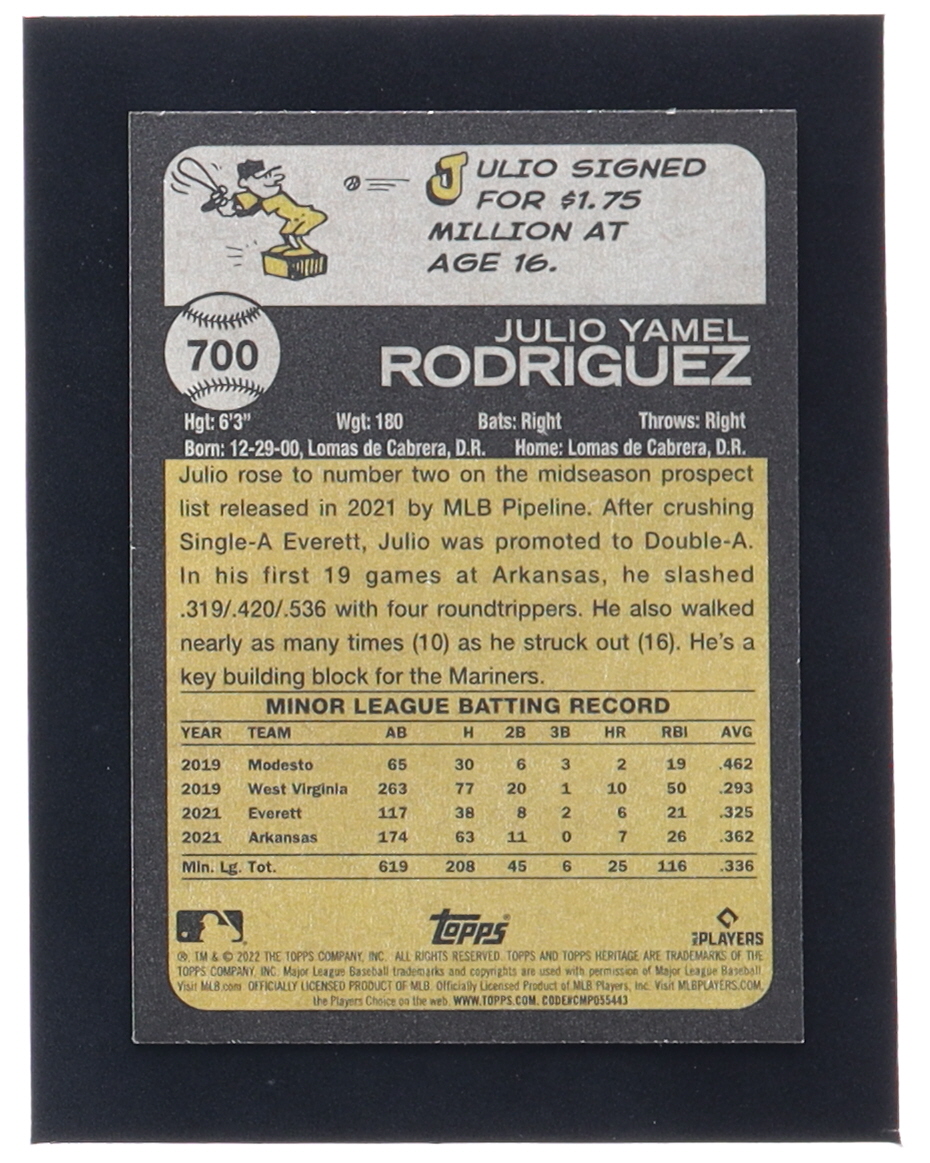 JULIO SIGNED
FOR $1.75
MILLION AT
AGE 16.
700
JULIO YAMEL
RODRIGUEZ
Hgt: 6'3" Wgt: 180 Bats: Right Throws: Right
Born: 12-29-00, Lomas de Cabrera, D.R. Home: Lomas de Cabrera, D.R.
Julio rose to number two on the midseason prospect
list released in 2021 by MLB Pipeline. After crushing
Single-A Everett, Julio was promoted to Double-A.
In his first 19 games at Arkansas, he slashed
.319/.420/.536 with four roundtrippers. He also walked
nearly as many times (10) as he struck out (16). He's a
key building block for the Mariners.
MINOR LEAGUE BATTING RECORD
YEAR TEAM AB H 2B 3B HR RBI AVG
2019 Modesto 65 30 6 3 2 19 .462
2019 West Virginia 263 77 20 1 10 50 .293
2021 Everett 117 38 8 2 6 21 .325
2021 Arkansas 174 63 11 0 7 26 .362
Min. Lg. Tot. 619 208 45 6 25 116 .336
topps
PLAYERS
®, TM & © 2022 THE TOPPS COMPANY, INC. ALL RIGHTS RESERVED. TOPPS AND TOPPS HERITAGE ARE TRADEMARKS OF THE
TOPPS COMPANY, INC. Major League Baseball trademarks and copyrights are used with permission of Major League Baseball.
Visit MLB.com OFFICIALLY LICENSED PRODUCT OF MLB. Officially Licensed Product of MLB Players, Inc. Visit MLBPLAYERS.COM,
the Players Choice on the web. WWW.TOPPS.COM. CODE#CMP055443